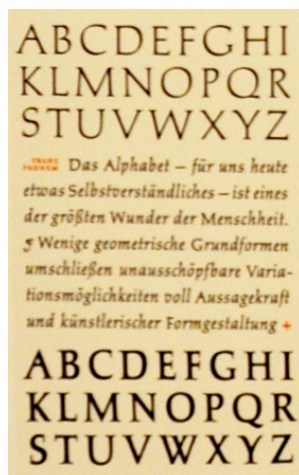 ABCDEFGHI
KLMNOPQR
STUVWXYZ
FRANZ
Das Alphabet – für uns heute
etwas Selbstverständliches – ist eines
der größten Wunder der Menschheit.
¶ Wenige geometrische Grundformen
umschließen unausschöpfbare Varia-
tionsmöglichkeiten voll Aussagekraft
und künstlerischer Formgestaltung +
ABCDEFGHI
KLMNOPQR
STUVWXYZ